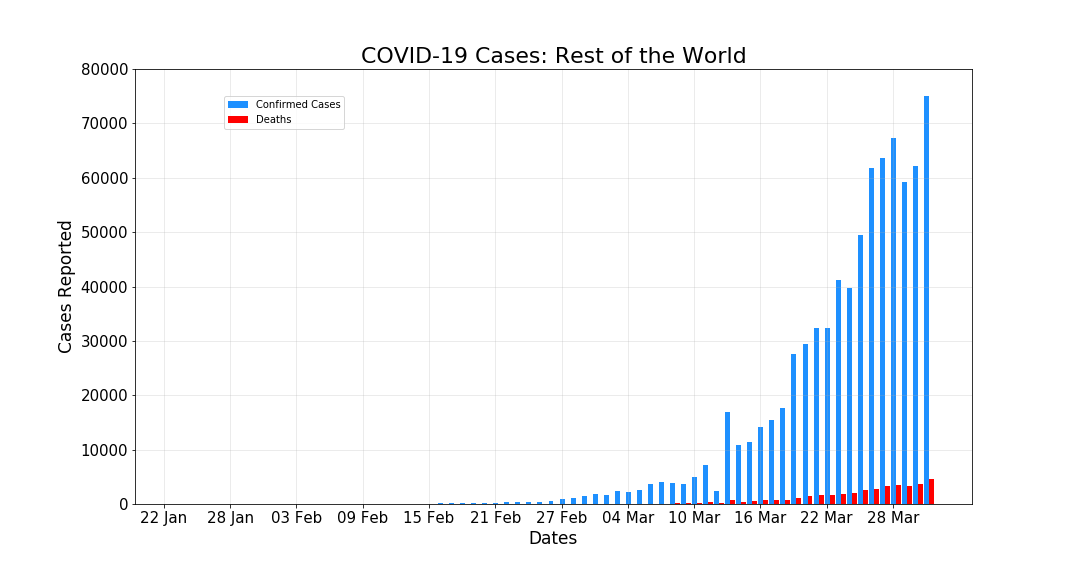 COVID-19 Cases: Rest of the World
80000
70000
60000
50000
40000
30000
20000
10000
0
Cases Reported
Confirmed Cases
Deaths
22 Jan 28 Jan 03 Feb 09 Feb 15 Feb 21 Feb 27 Feb 04 Mar 10 Mar 16 Mar 22 Mar 28 Mar
Dates